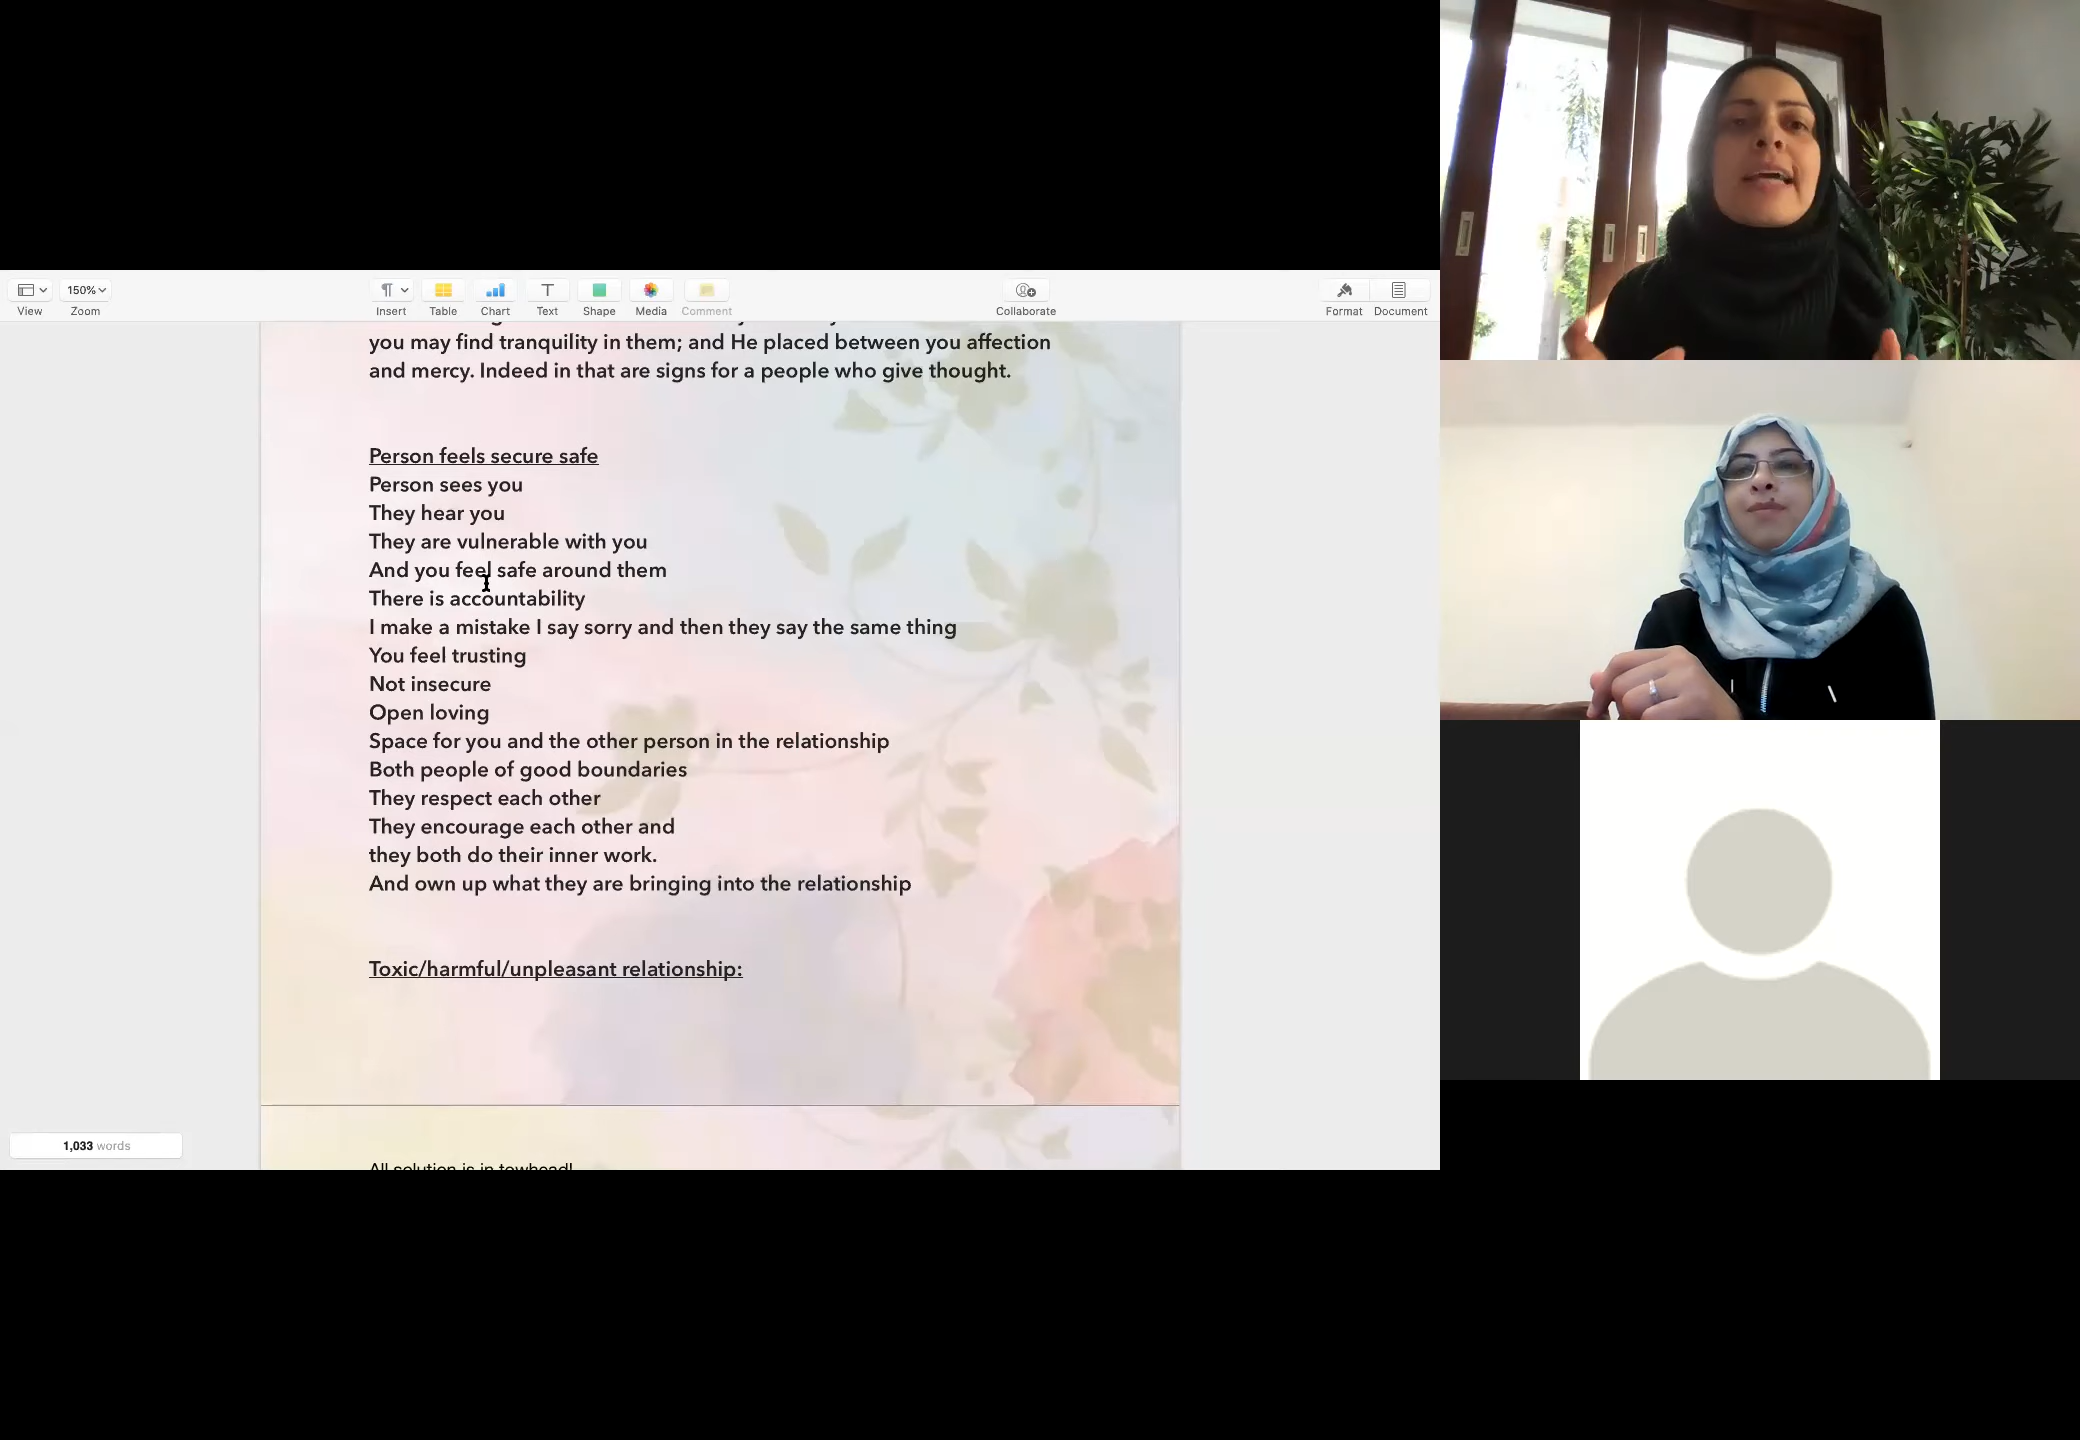 150%
View
Zoom
Insert
Table
Chart
Text
Shape
Media
Comment
Collaborate
Format
Document
you may find tranquility in them; and He placed between you affection
and mercy. Indeed in that are signs for a people who give thought.
Person feels secure safe
Person sees you
They hear you
They are vulnerable with you
And you feel safe around them
There is accountability
I make a mistake I say sorry and then they say the same thing
You feel trusting
Not insecure
Open loving
Space for you and the other person in the relationship
Both people of good boundaries
They respect each other
They encourage each other and
they both do their inner work.
And own up what they are bringing into the relationship
Toxic/harmful/unpleasant relationship:
1,033 words
All solution is in towhead!